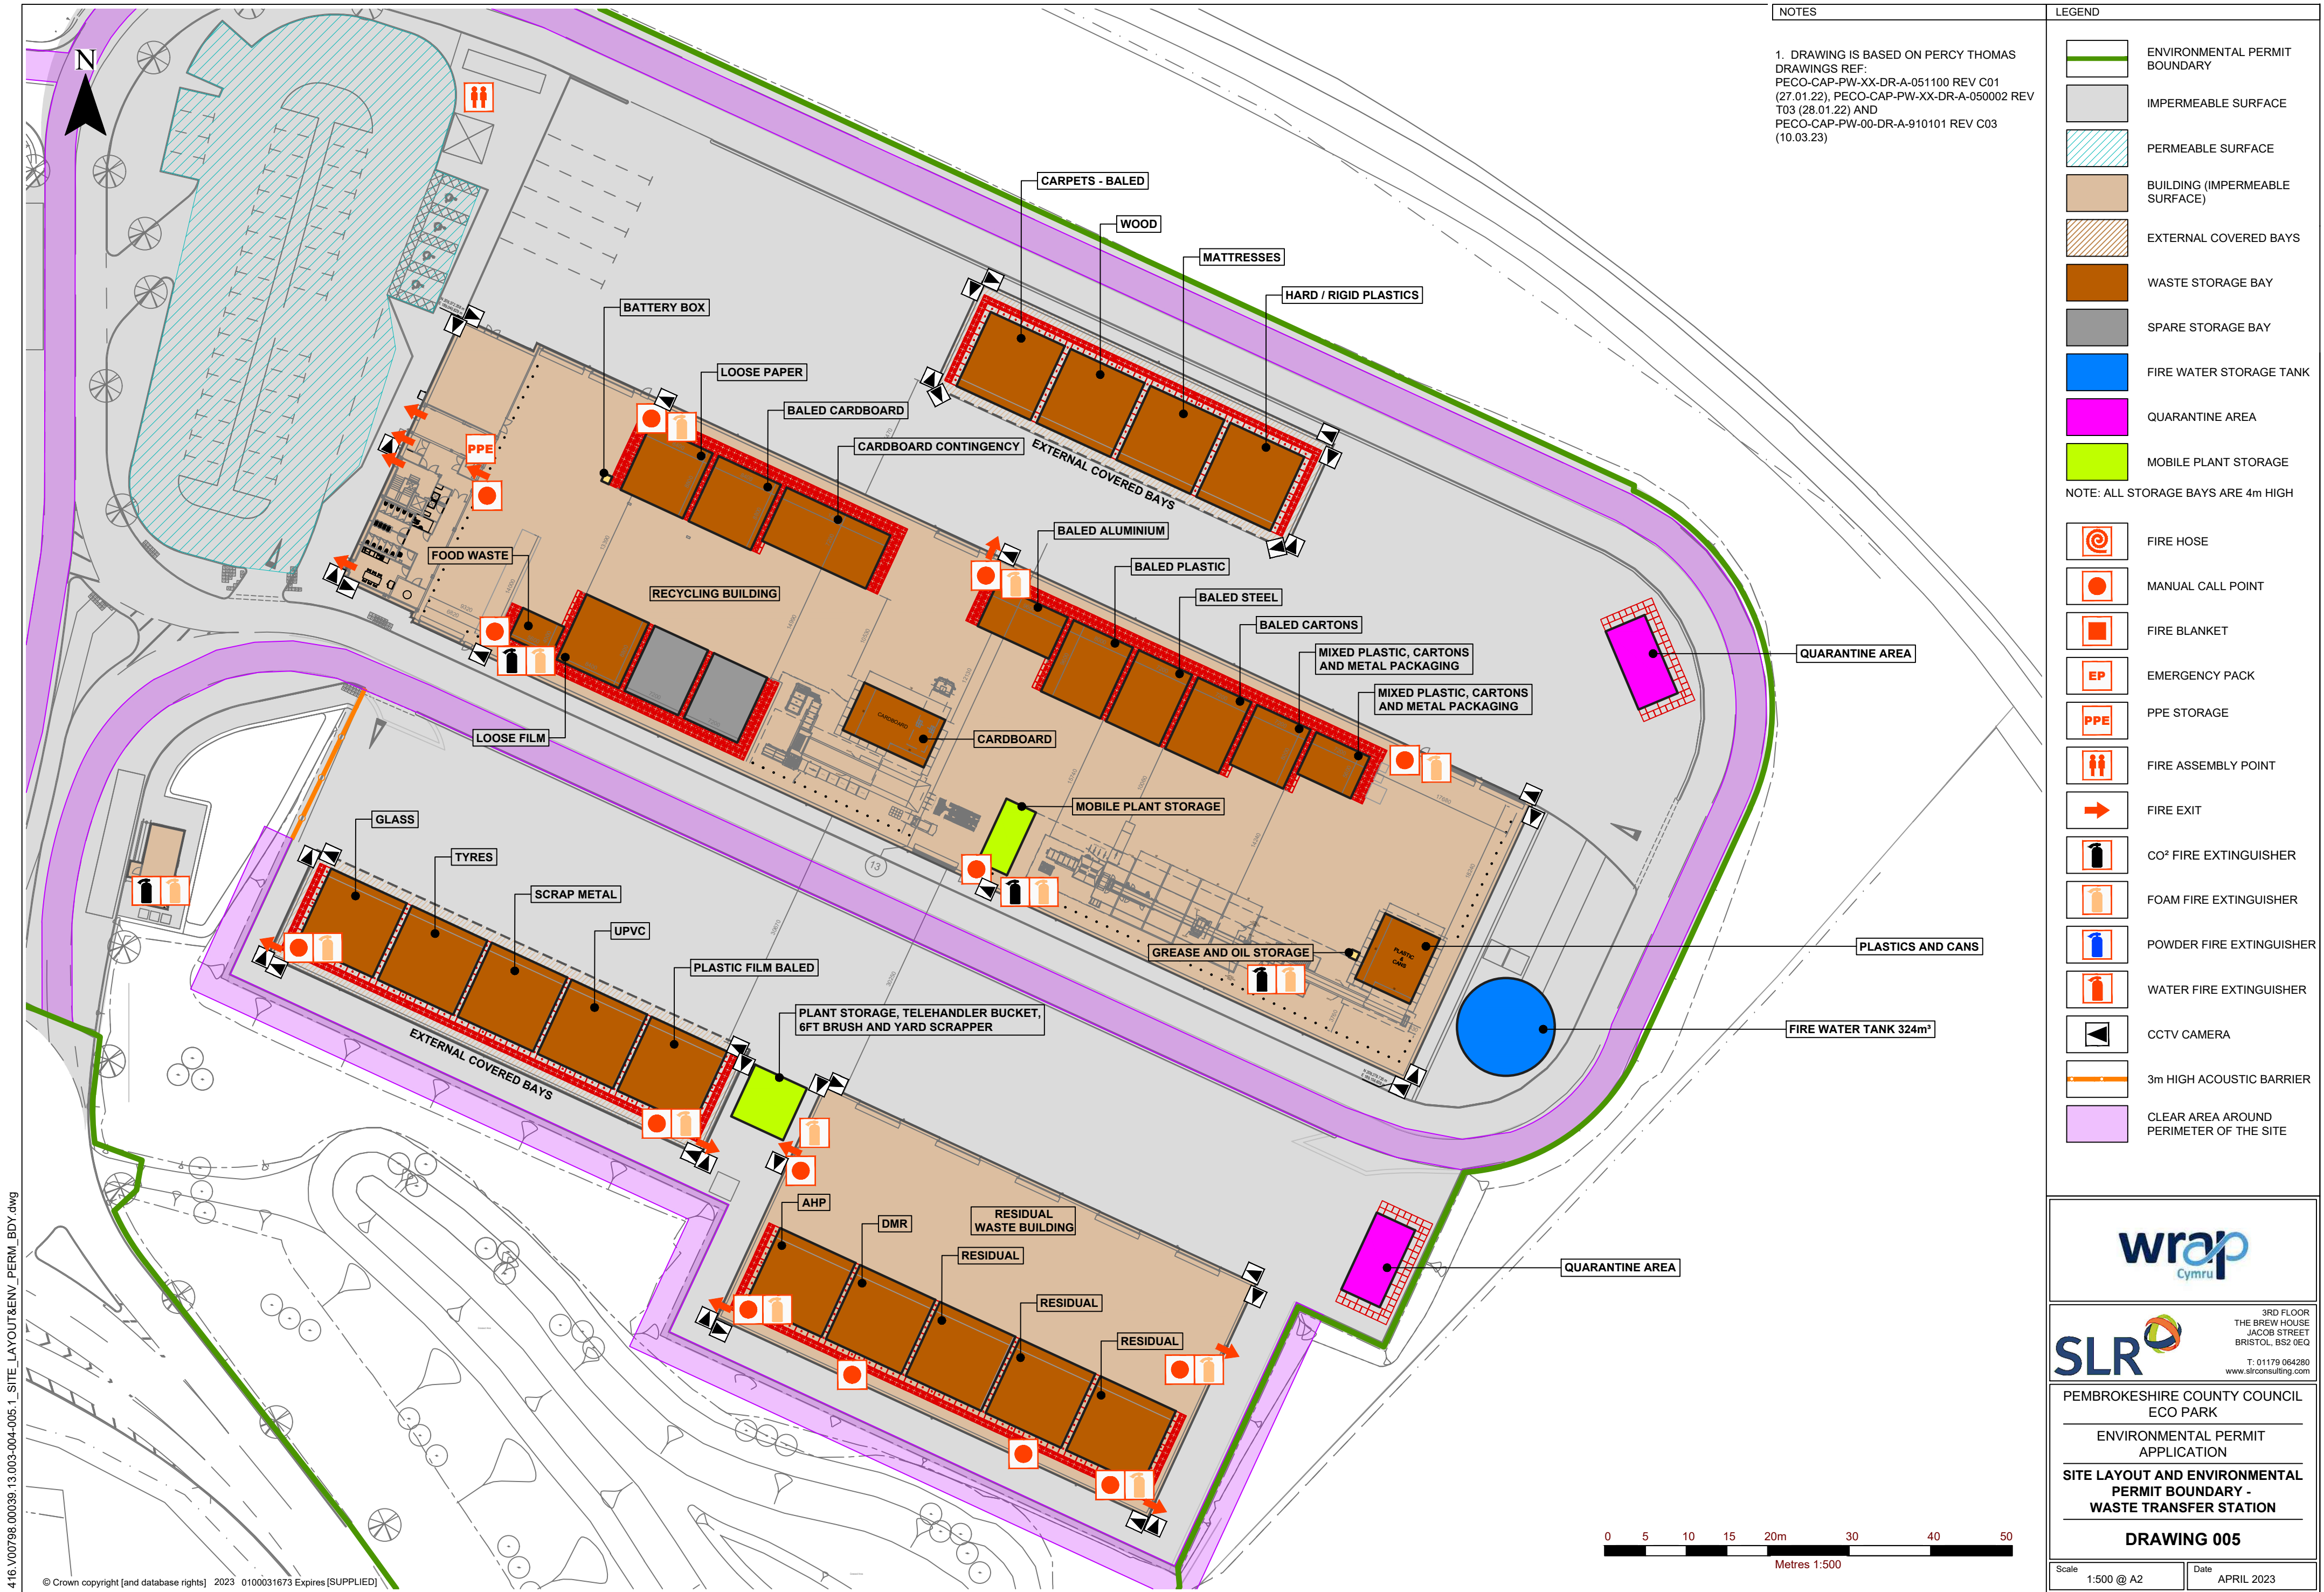 NOTES
1. DRAWING IS BASED ON PERCY THOMAS
DRAWINGS REF:
PECO-CAP-PW-XX-DR-A-051100 REV C01
(27.01.22), PECO-CAP-PW-XX-DR-A-050002 REV
T03 (28.01.22) AND
PECO-CAP-PW-00-DR-A-910101 REV C03
(10.03.23)
N
CARPETS - BALED
WOOD
MATTRESSES
HARD / RIGID PLASTICS
EXTERNAL COVERED BAYS
BATTERY BOX
LOOSE PAPER
BALED CARDBOARD
CARDBOARD CONTINGENCY
PPE
FOOD WASTE
RECYCLING BUILDING
BALED ALUMINIUM
BALED PLASTIC
BALED STEEL
BALED CARTONS
MIXED PLASTIC, CARTONS
AND METAL PACKAGING
MIXED PLASTIC, CARTONS
AND METAL PACKAGING
QUARANTINE AREA
LOOSE FILM
CARDBOARD
CARDBOARD
MOBILE PLANT STORAGE
13
GLASS
TYRES
SCRAP METAL
UPVC
PLASTIC FILM BALED
EXTERNAL COVERED BAYS
GREASE AND OIL STORAGE
PLASTIC
&
CANS
PLASTICS AND CANS
PLANT STORAGE, TELEHANDLER BUCKET,
6FT BRUSH AND YARD SCRAPPER
FIRE WATER TANK 324m³
AHP
DMR
RESIDUAL
WASTE BUILDING
RESIDUAL
RESIDUAL
RESIDUAL
QUARANTINE AREA
0 5 10 15 20m 30 40 50
Metres 1:500
© Crown copyright [and database rights] 2023 0100031673 Expires [SUPPLIED]
416.V00798.00039.113.003-004-005.1_SITE_LAYOUT&ENV_PERM_BDY.dwg
LEGEND
ENVIRONMENTAL PERMIT
BOUNDARY
IMPERMEABLE SURFACE
PERMEABLE SURFACE
BUILDING (IMPERMEABLE
SURFACE)
EXTERNAL COVERED BAYS
WASTE STORAGE BAY
SPARE STORAGE BAY
FIRE WATER STORAGE TANK
QUARANTINE AREA
MOBILE PLANT STORAGE
NOTE: ALL STORAGE BAYS ARE 4m HIGH
FIRE HOSE
MANUAL CALL POINT
FIRE BLANKET
EP
EMERGENCY PACK
PPE
PPE STORAGE
FIRE ASSEMBLY POINT
FIRE EXIT
CO² FIRE EXTINGUISHER
FOAM FIRE EXTINGUISHER
POWDER FIRE EXTINGUISHER
WATER FIRE EXTINGUISHER
CCTV CAMERA
3m HIGH ACOUSTIC BARRIER
CLEAR AREA AROUND
PERIMETER OF THE SITE
wrap
Cymru
SLR
3RD FLOOR
THE BREW HOUSE
JACOB STREET
BRISTOL, BS2 0EQ
T: 01179 064280
www.slrconsulting.com
PEMBROKESHIRE COUNTY COUNCIL
ECO PARK
ENVIRONMENTAL PERMIT
APPLICATION
SITE LAYOUT AND ENVIRONMENTAL
PERMIT BOUNDARY -
WASTE TRANSFER STATION
DRAWING 005
Scale
1:500 @ A2
Date
APRIL 2023